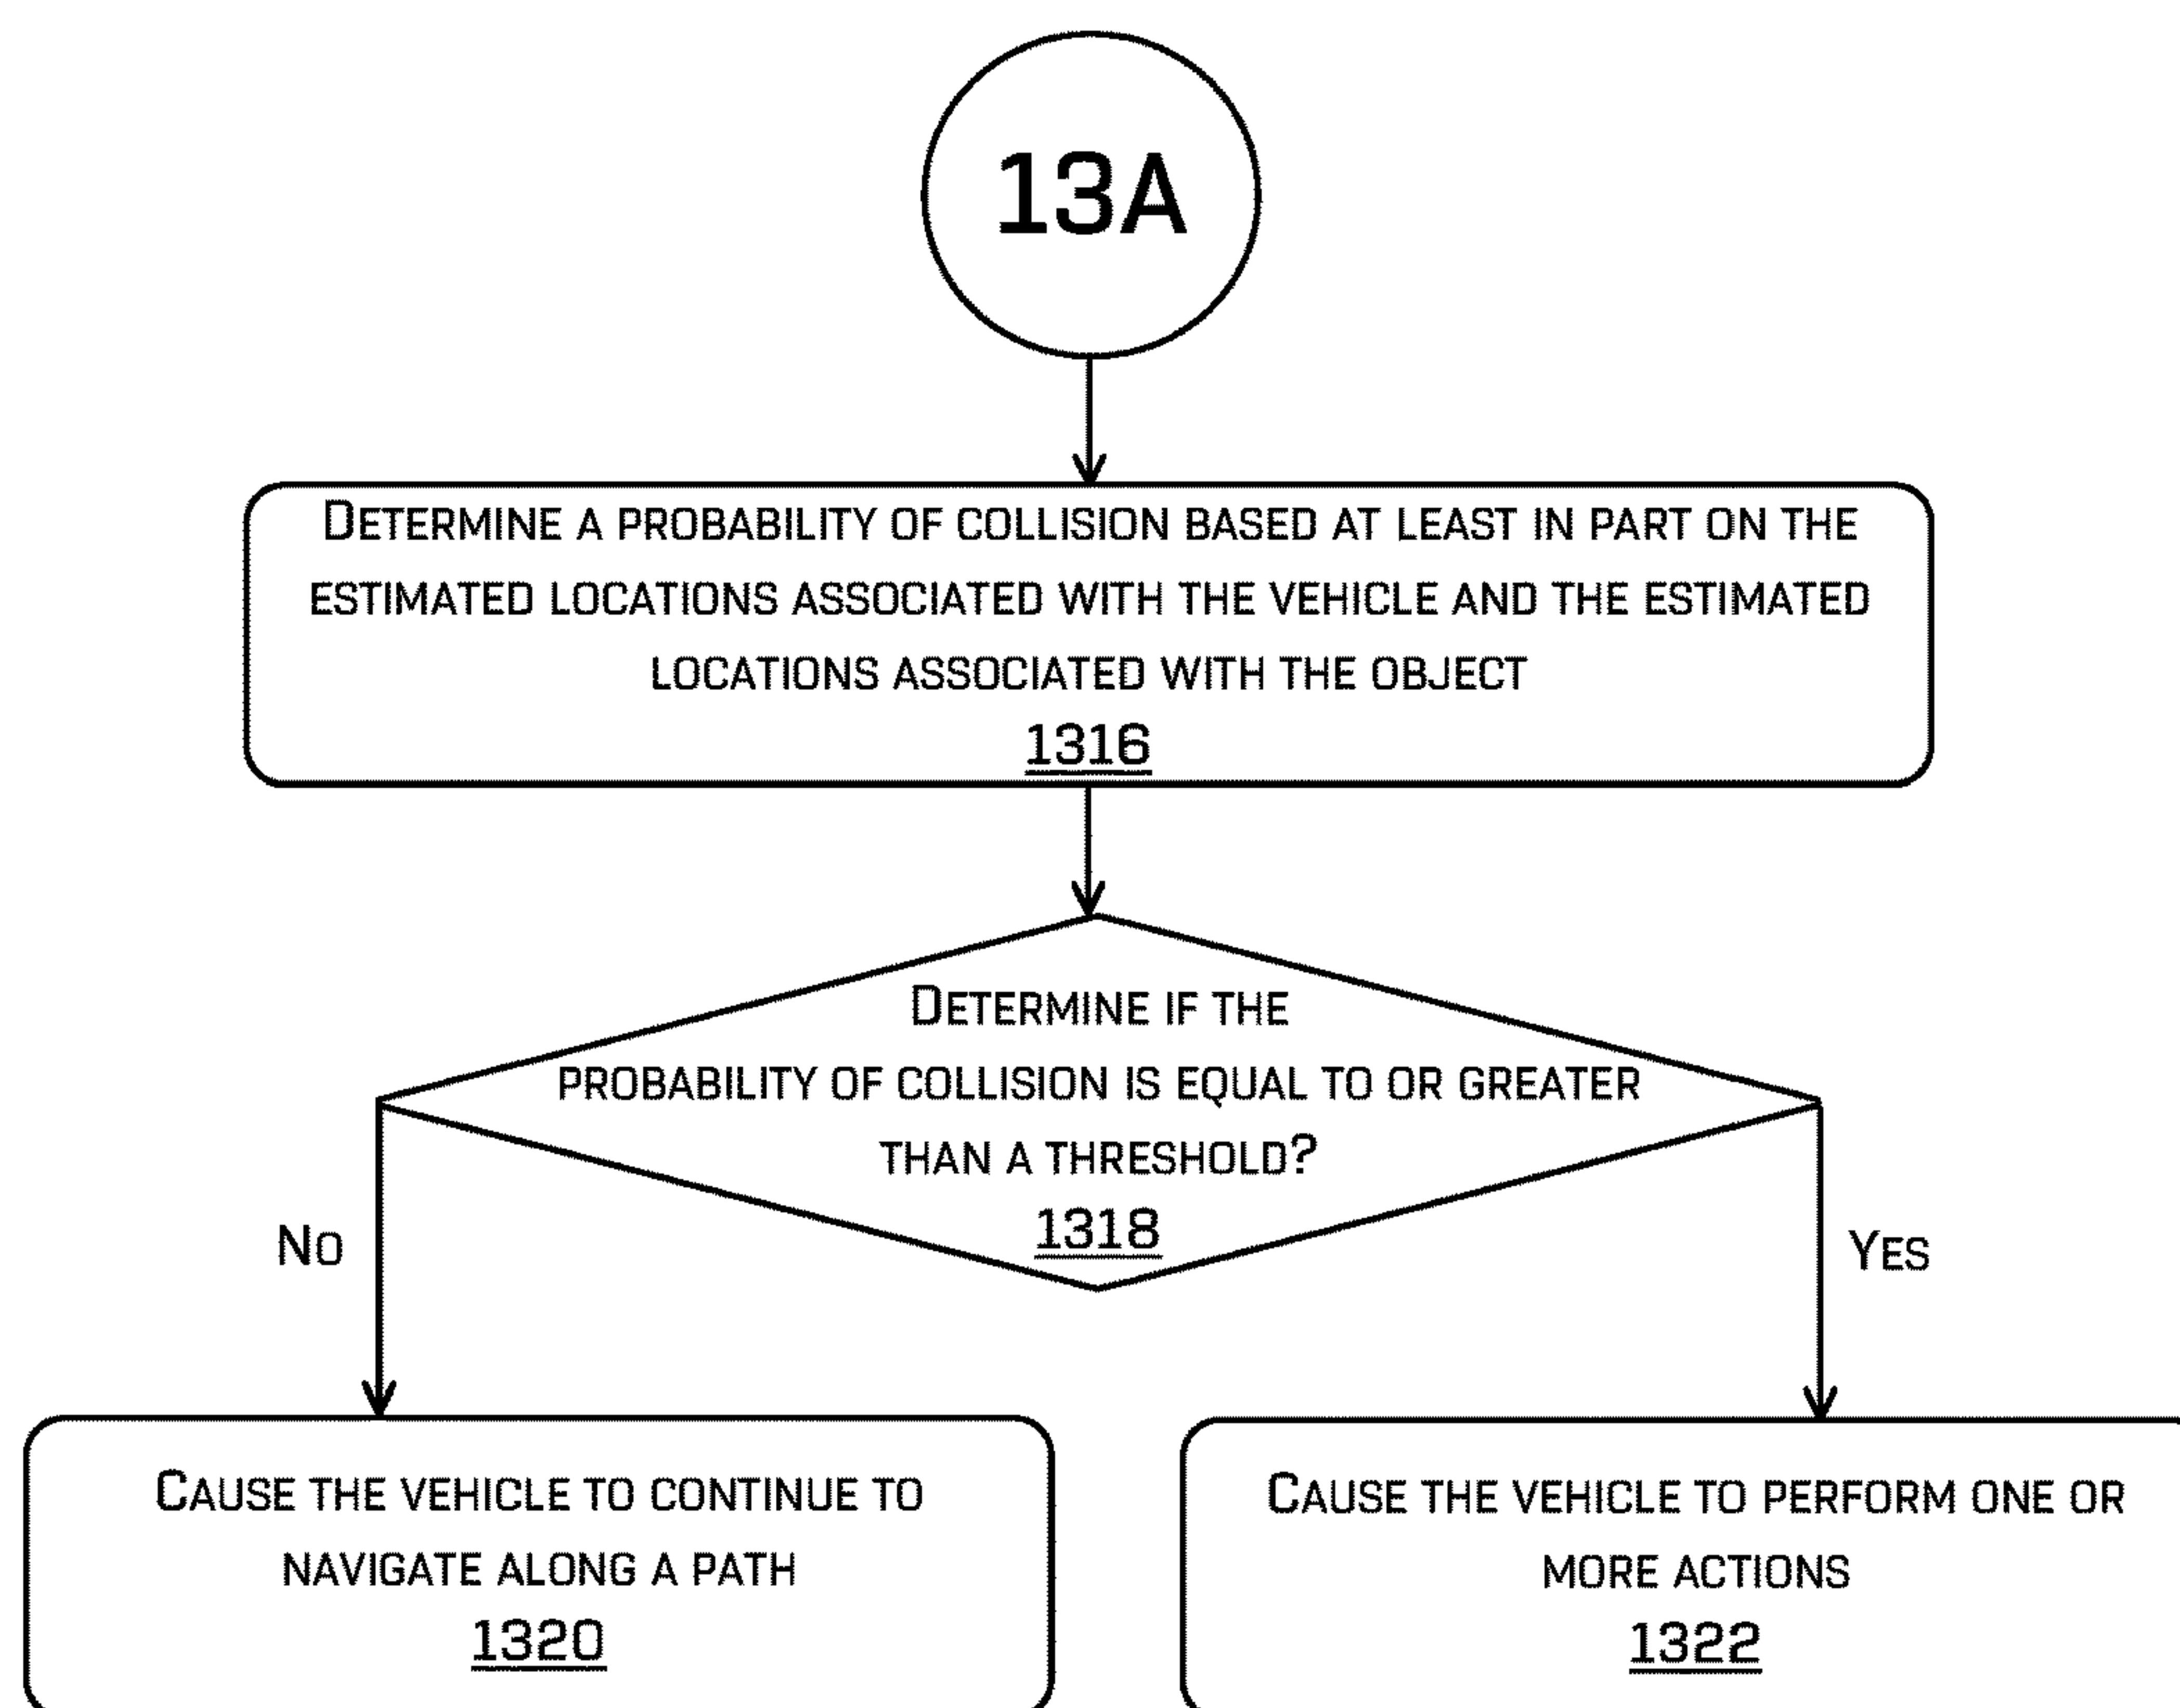 13A
Determine a probability of collision based at least in part on the
estimated locations associated with the vehicle and the estimated
locations associated with the object
1316
Determine if the
probability of collision is equal to or greater
than a threshold?
1318
No
Yes
Cause the vehicle to continue to
navigate along a path
1320
Cause the vehicle to perform one or
more actions
1322